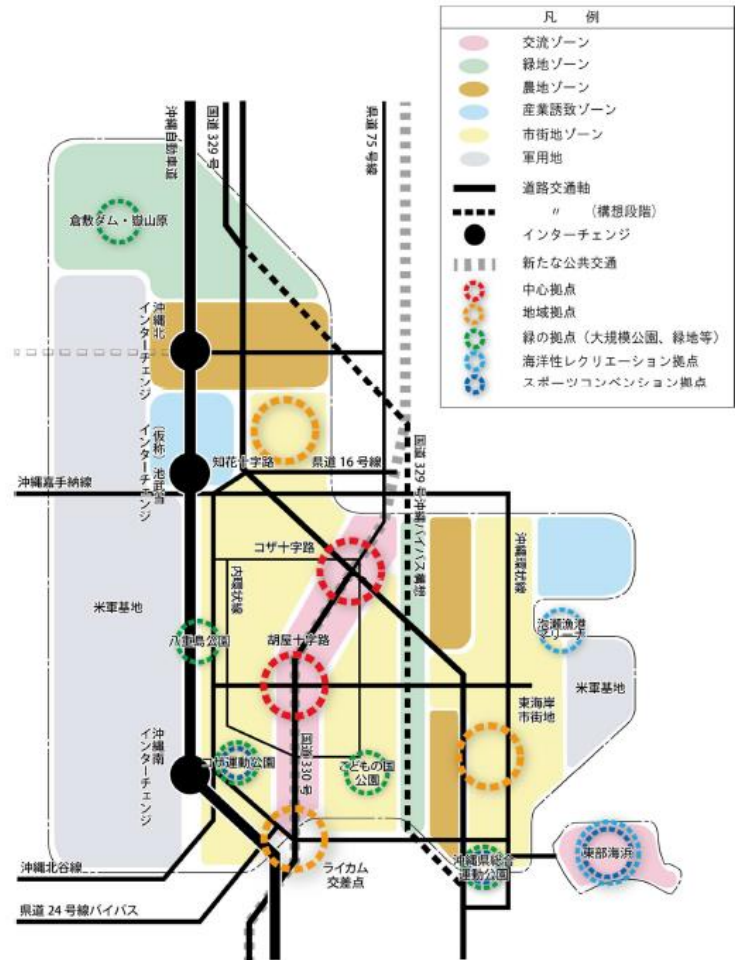 凡　例
交流ゾーン
緑地ゾーン
農地ゾーン
産業誘致ゾーン
市街地ゾーン
軍用地
道路交通軸
〃　（構想段階）
インターチェンジ
新たな公共交通
中心拠点
地域拠点
緑の拠点（大規模公園、緑地等）
海洋性レクリエーション拠点
スポーツコンベンション拠点
沖縄自動車道
国道329号
県道75号線
倉敷ダム・嶽山原
沖縄北
インターチェンジ
（仮称）池武当
インターチェンジ
知花十字路
県道16号線
沖縄嘉手納線
国道329号沖縄バイパス構想
コザ十字路
内環状線
沖縄環状線
米軍基地
八重島公園
胡屋十字路
泡瀬漁港
マリーナ
米軍基地
東海岸
市街地
沖縄南
インターチェンジ
コザ運動公園
国道330号
こどもの国
公園
沖縄北谷線
ライカム
交差点
沖縄県総合
運動公園
東部海浜
県道24号線バイパス